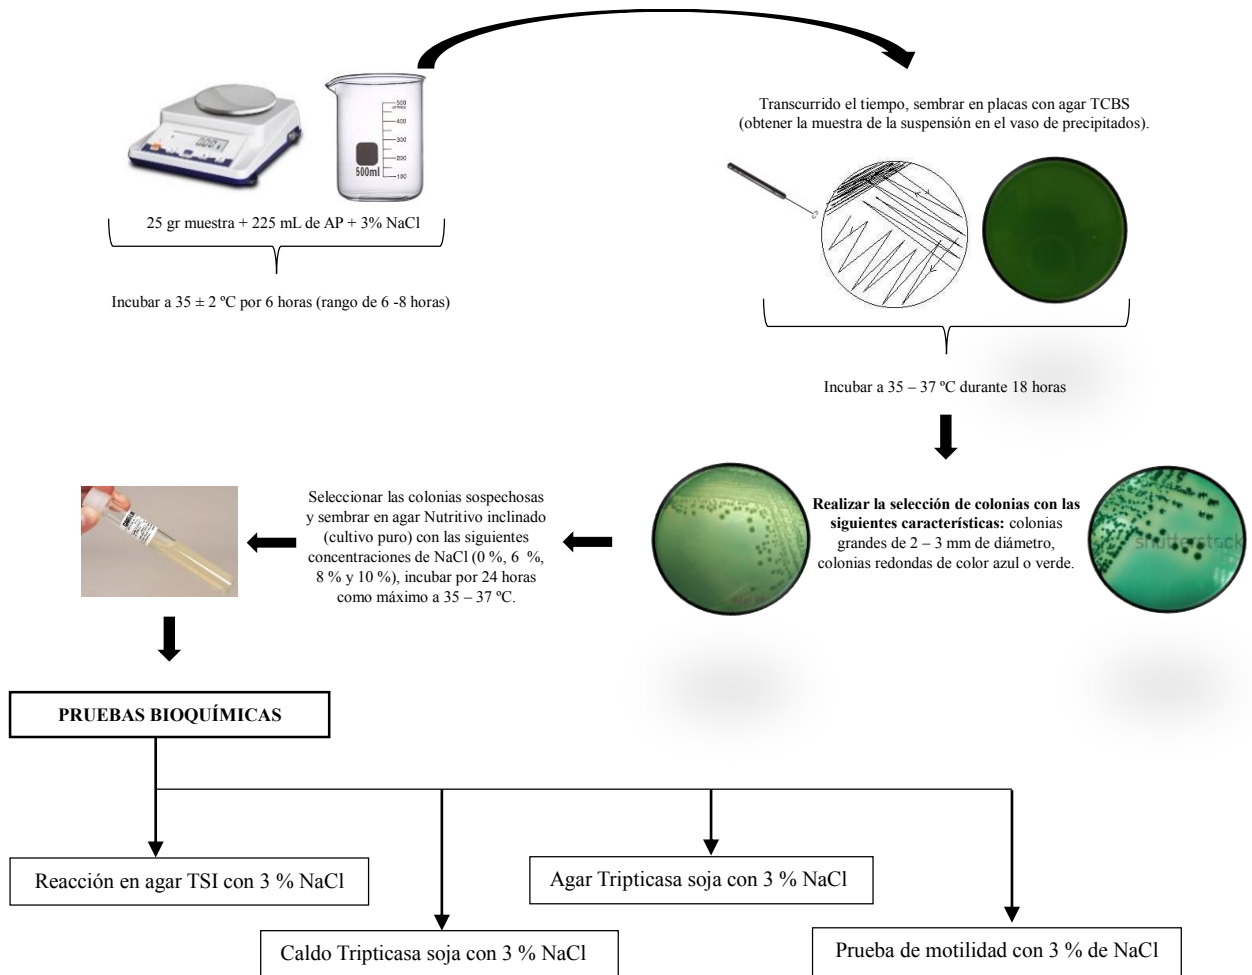 500
400
300
200
100
500ml
25 gr muestra + 225 mL de AP + 3% NaCl
Incubar a 35 ± 2 ºC por 6 horas (rango de 6 -8 horas)
Transcurrido el tiempo, sembrar en placas con agar TCBS
(obtener la muestra de la suspensión en el vaso de precipitados).
Incubar a 35 – 37 ºC durante 18 horas
Realizar la selección de colonias con las
siguientes características: colonias
grandes de 2 – 3 mm de diámetro,
colonias redondas de color azul o verde.
shutterstock
Seleccionar las colonias sospechosas
y sembrar en agar Nutritivo inclinado
(cultivo puro) con las siguientes
concentraciones de NaCl (0 %, 6 %,
8 % y 10 %), incubar por 24 horas
como máximo a 35 – 37 ºC.
PRUEBAS BIOQUÍMICAS
Reacción en agar TSI con 3 % NaCl
Caldo Tripticasa soja con 3 % NaCl
Agar Tripticasa soja con 3 % NaCl
Prueba de motilidad con 3 % de NaCl